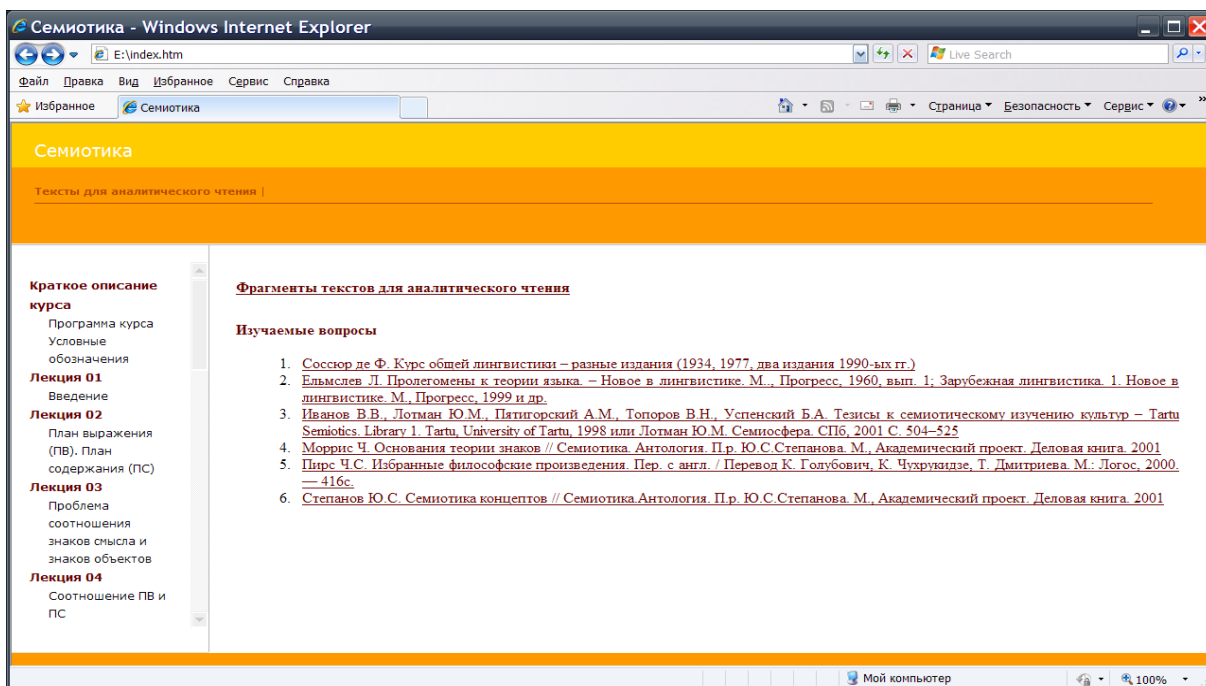 Семиотика - Windows Internet Explorer
E:\index.htm
Live Search
Файл Правка Вид Избранное Сервис Справка
Избранное Семиотика Страница Безопасность Сервис »
Семиотика
Тексты для аналитического чтения |
Краткое описание
курса
Программа курса
Условные
обозначения
Лекция 01
Введение
Лекция 02
План выражения
(ПВ). План
содержания (ПС)
Лекция 03
Проблема
соотношения
знаков смысла и
знаков объектов
Лекция 04
Соотношение ПВ и
ПС
Фрагменты текстов для аналитического чтения
Изучаемые вопросы
1. Соссюр де Ф. Курс общей лингвистики – разные издания (1934, 1977, два издания 1990-ых гг.)
2. Ельмслев Л. Пролегомены к теории языка. – Новое в лингвистике. М.., Прогресс, 1960, вып. 1; Зарубежная лингвистика. 1. Новое в
лингвистике. М., Прогресс, 1999 и др.
3. Иванов В.В., Лотман Ю.М., Пятигорский А.М., Топоров В.Н., Успенский Б.А. Тезисы к семиотическому изучению культур – Tartu
Semiotics. Library 1. Tartu, University of Tartu, 1998 или Лотман Ю.М. Семиосфера. СПб, 2001 С. 504–525
4. Моррис Ч. Основания теории знаков // Семиотика. Антология. П.р. Ю.С.Степанова. М., Академический проект. Деловая книга. 2001
5. Пирс Ч.С. Избранные философские произведения. Пер. с англ. / Перевод К. Голубович, К. Чухрукидзе, Т. Дмитриева. М.: Логос, 2000.
— 416с.
6. Степанов Ю.С. Семиотика концептов // Семиотика.Антология. П.р. Ю.С.Степанова. М., Академический проект. Деловая книга. 2001
Мой компьютер 100%